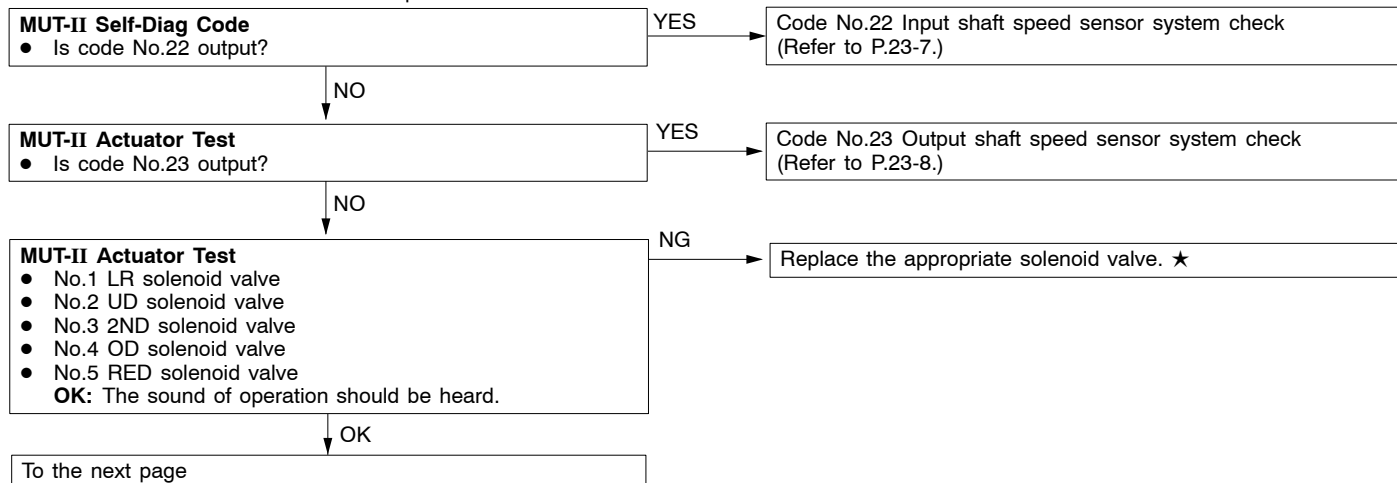 MUT-II Self-Diag Code
● Is code No.22 output?
YES
Code No.22 Input shaft speed sensor system check
(Refer to P.23-7.)
NO
MUT-II Actuator Test
● Is code No.23 output?
YES
Code No.23 Output shaft speed sensor system check
(Refer to P.23-8.)
NO
MUT-II Actuator Test
● No.1 LR solenoid valve
● No.2 UD solenoid valve
● No.3 2ND solenoid valve
● No.4 OD solenoid valve
● No.5 RED solenoid valve
OK: The sound of operation should be heard.
NG
Replace the appropriate solenoid valve. ★
OK
To the next page